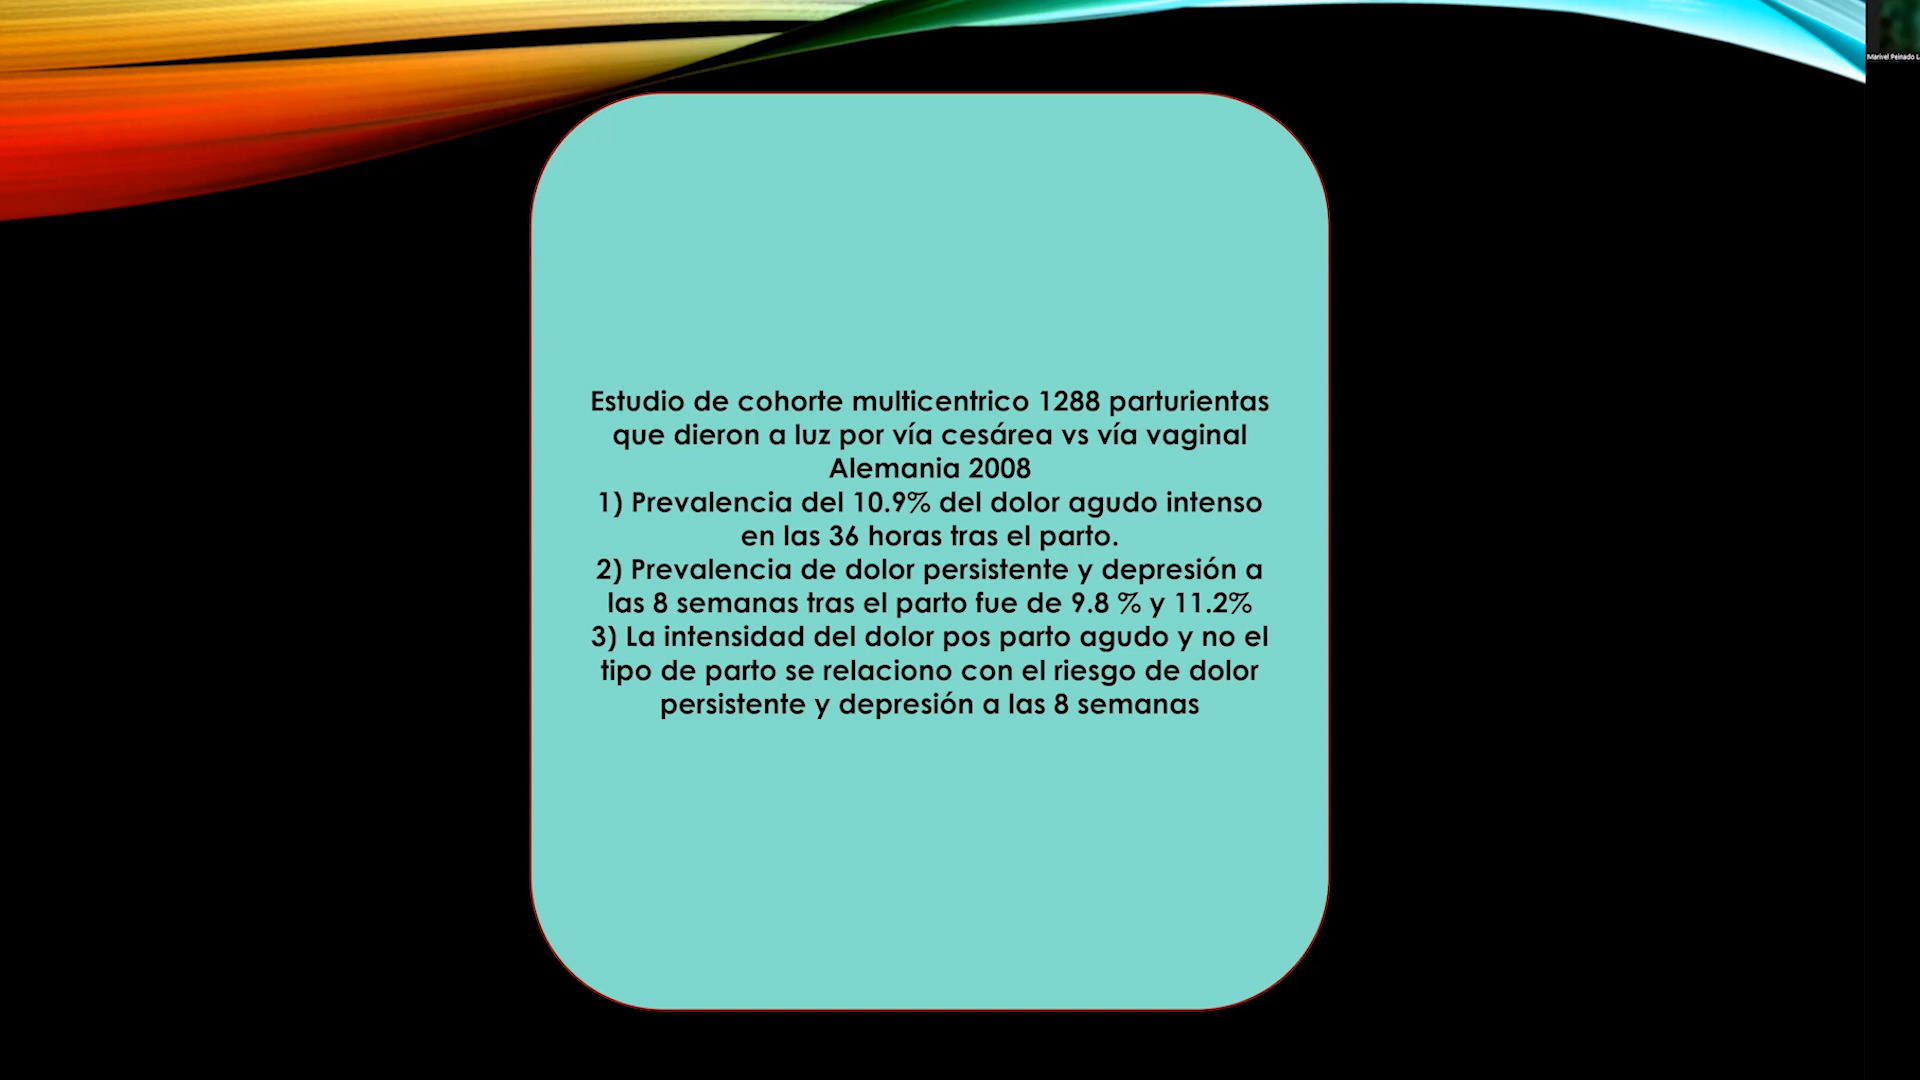 Marivel Peinado L
Estudio de cohorte multicentrico 1288 parturientas
que dieron a luz por vía cesárea vs vía vaginal
Alemania 2008
1) Prevalencia del 10.9% del dolor agudo intenso
en las 36 horas tras el parto.
2) Prevalencia de dolor persistente y depresión a
las 8 semanas tras el parto fue de 9.8 % y 11.2%
3) La intensidad del dolor pos parto agudo y no el
tipo de parto se relaciono con el riesgo de dolor
persistente y depresión a las 8 semanas